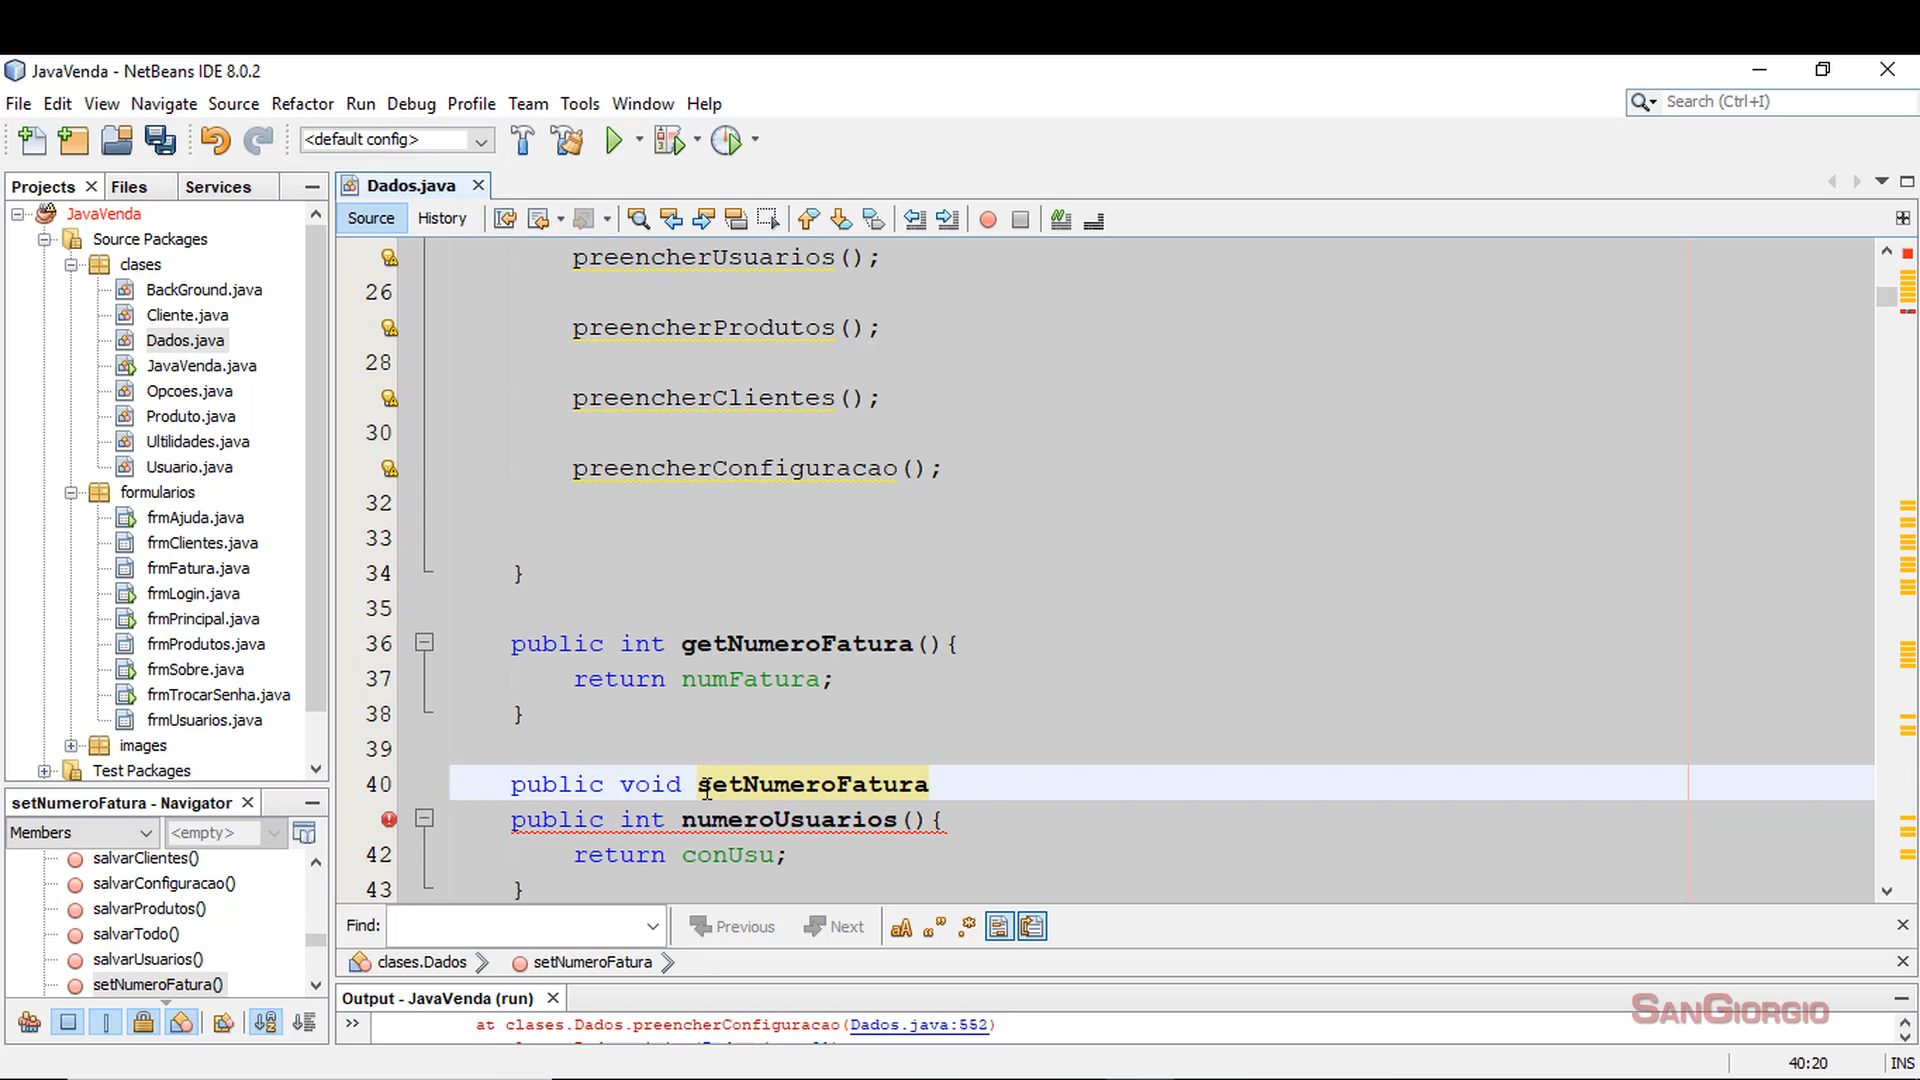 JavaVenda - NetBeans IDE 8.0.2
File Edit View Navigate Source Refactor Run Debug Profile Team Tools Window Help
Search (Ctrl+I)
<default config>
Projects Files Services
Dados.java
Source History
JavaVenda
Source Packages
clases
BackGround.java
Cliente.java
Dados.java
JavaVenda.java
Opcoes.java
Produto.java
Ultilidades.java
Usuario.java
formularios
frmAjuda.java
frmClientes.java
frmFatura.java
frmLogin.java
frmPrincipal.java
frmProdutos.java
frmSobre.java
frmTrocarSenha.java
frmUsuarios.java
images
Test Packages
preencherUsuarios();
26
preencherProdutos();
28
preencherClientes();
30
preencherConfiguracao();
32
33
34 }
35
36 public int getNumeroFatura(){
37 return numFatura;
38 }
39
40 public void setNumeroFatura
public int numeroUsuarios(){
42 return conUsu;
43 }
setNumeroFatura - Navigator
Members <empty>
salvarClientes()
salvarConfiguracao()
salvarProdutos()
salvarTodo()
salvarUsuarios()
setNumeroFatura()
Find: Previous Next
clases.Dados setNumeroFatura
Output - JavaVenda (run)
at clases.Dados.preencherConfiguracao(Dados.java:552)
SANGIORGIO
40:20 INS